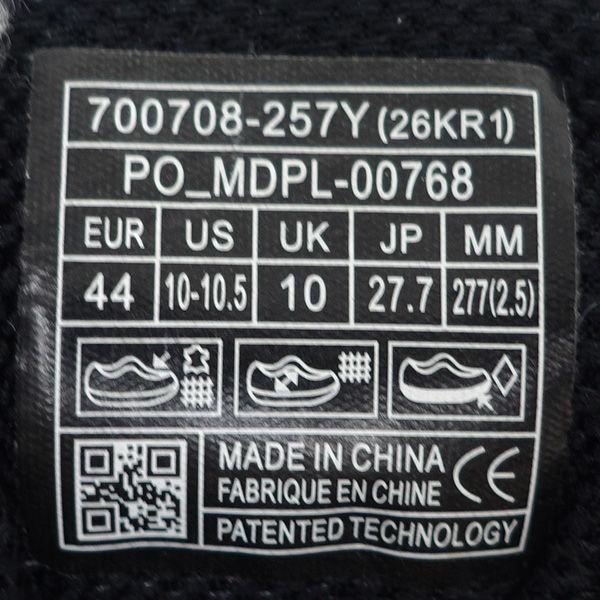 700708-257Y (26KR1)
PO_MDPL-00768
EUR US UK JP MM
44 10-10.5 10 27.7 277(2.5)
MADE IN CHINA
FABRIQUE EN CHINE
CE
PATENTED TECHNOLOGY